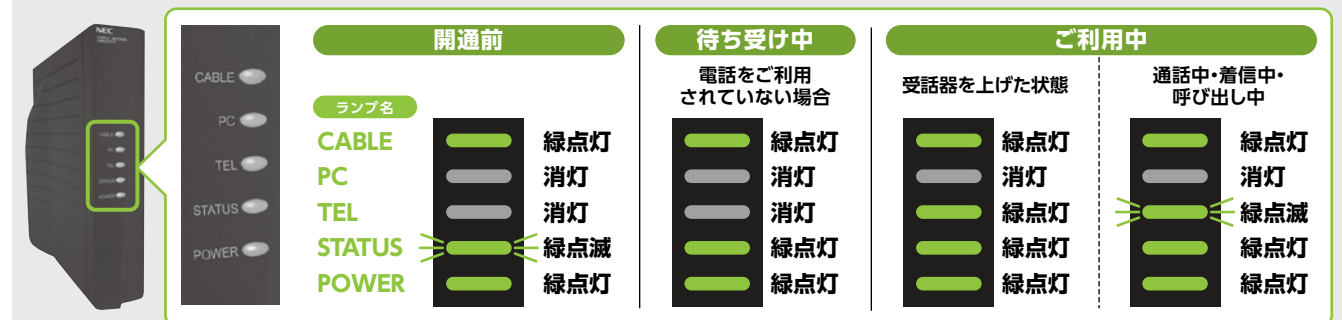 NEC
CABLE
PC
TEL
STATUS
POWER
開通前
待ち受け中
ご利用中
電話をご利用
されていない場合
受話器を上げた状態
通話中・着信中・
呼び出し中
ランプ名
CABLE 緑点灯 緑点灯 緑点灯 緑点灯
PC 消灯 消灯 消灯 消灯
TEL 消灯 消灯 緑点灯 緑点滅
STATUS 緑点滅 緑点灯 緑点灯 緑点灯
POWER 緑点灯 緑点灯 緑点灯 緑点灯